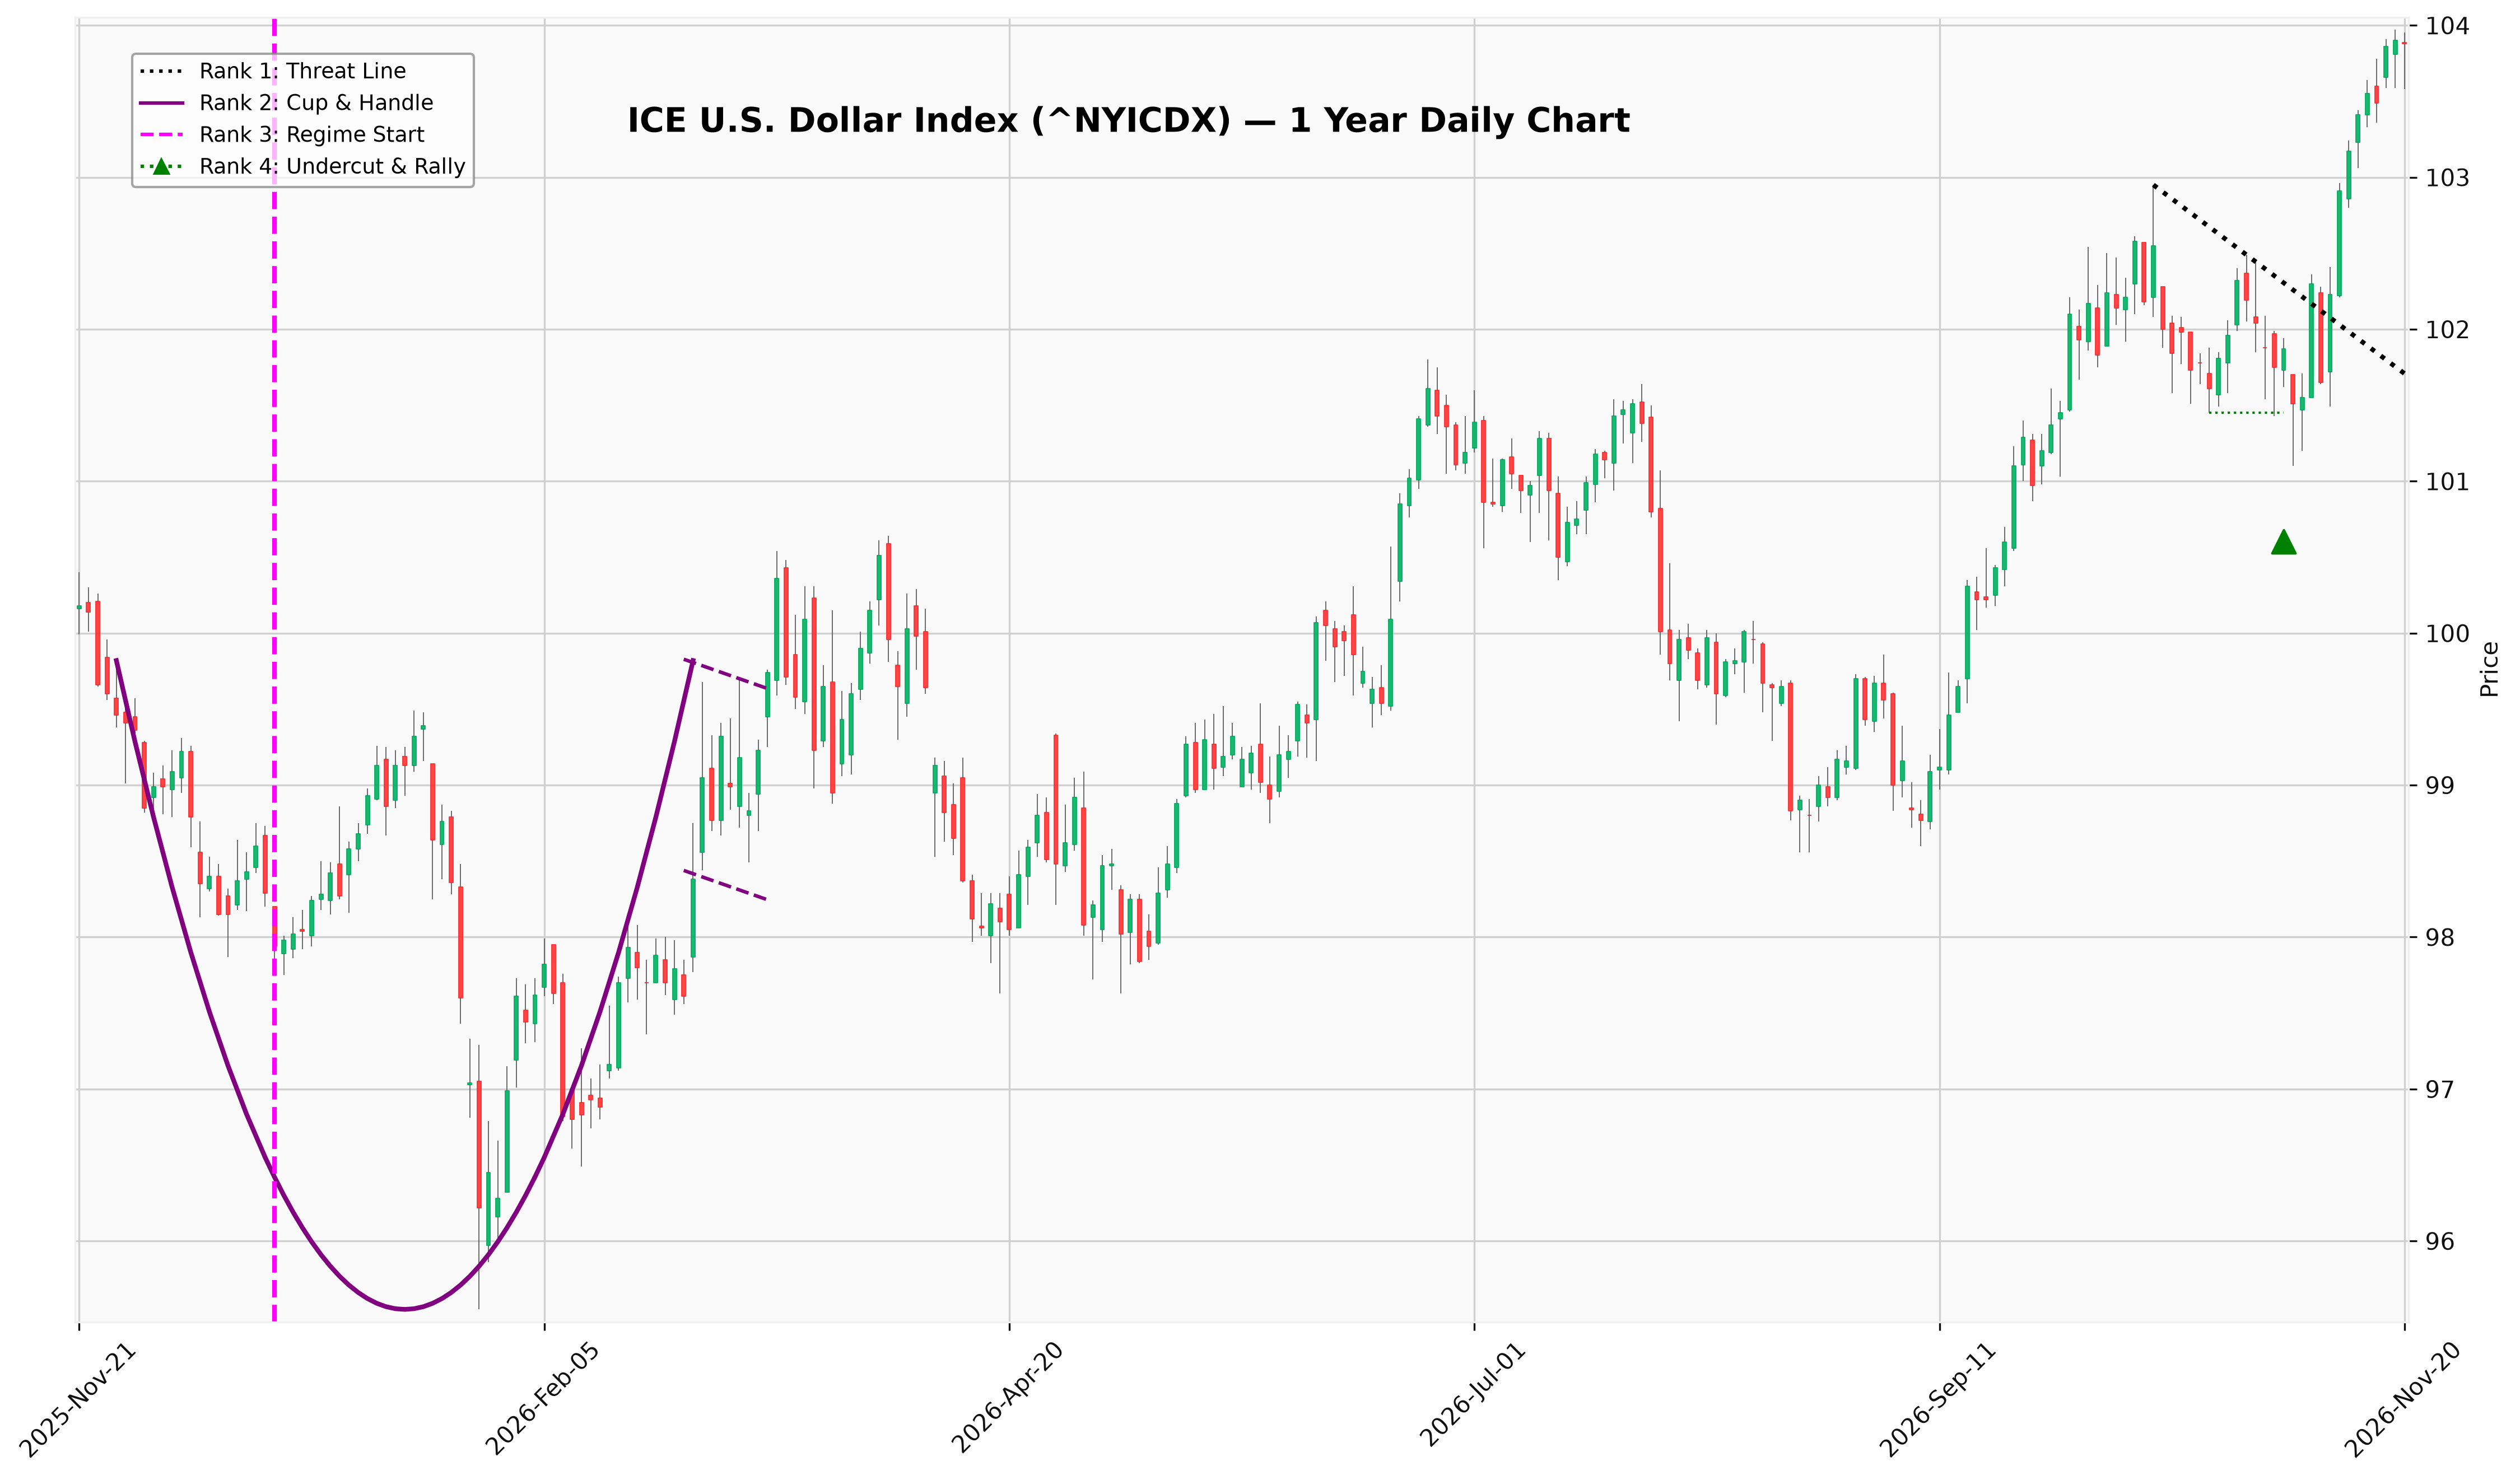 Rank 1: Threat Line
Rank 2: Cup & Handle
Rank 3: Regime Start
Rank 4: Undercut & Rally
ICE U.S. Dollar Index (^NYICDX) — 1 Year Daily Chart
104
103
102
101
100
99
98
97
96
Price
2025-Nov-21
2026-Feb-05
2026-Apr-20
2026-Jul-01
2026-Sep-11
2026-Nov-20